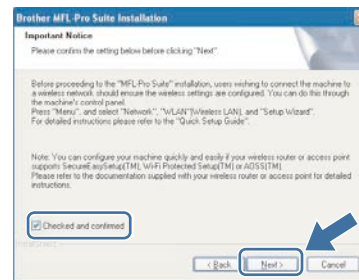 Brother MFL-Pro Suite Installation
Important Notice
Please confirm the setting below before clicking "Next".
Before proceeding to the "MFL-Pro Suite" installation, users wishing to connect the machine to
a wireless network should ensure the wireless settings are configured. You can do this through
the machine's control panel.
Press "Menu", and select "Network", "WLAN"(Wireless LAN), and "Setup Wizard".
For detailed instructions please refer to the "Quick Setup Guide".
Note: You can configure your machine quickly and easily if your wireless router or access point
supports SecureEasySetup(TM), Wi-Fi Protected Setup(TM) or AOSS(TM).
Please refer to the documentation supplied with your wireless router or access point for detailed
instructions.
Checked and confirmed
< Back Next > Cancel